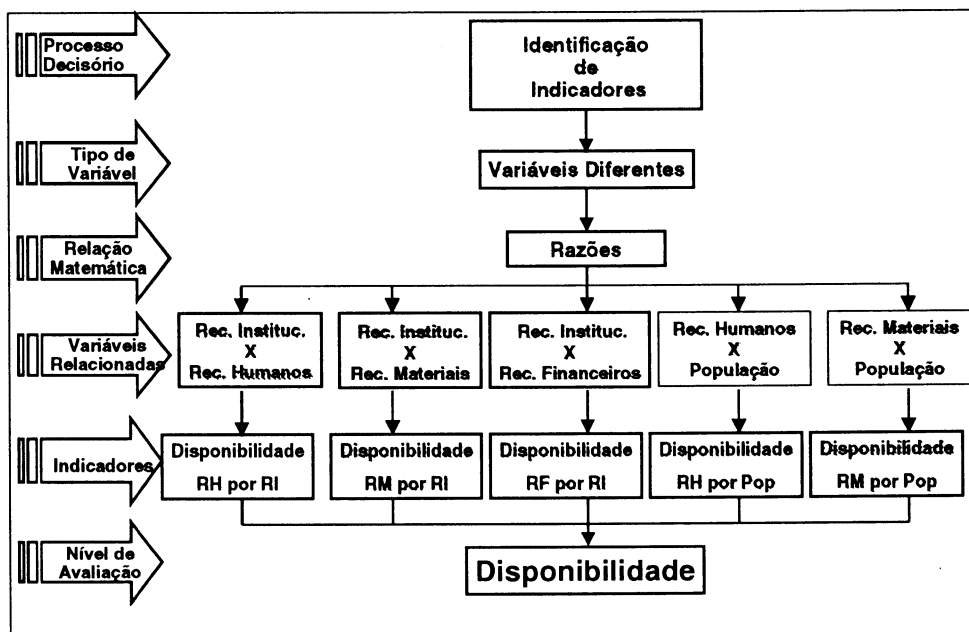 Processo
Decisório
Identificação
de
Indicadores
Tipo de
Variável
Variáveis Diferentes
Relação
Matemática
Razões
Variáveis
Relacionadas
Rec. Instituc.
X
Rec. Humanos
Rec. Instituc.
X
Rec. Materiais
Rec. Instituc.
X
Rec. Financeiros
Rec. Humanos
X
População
Rec. Materiais
X
População
Indicadores
Disponibilidade
RH por RI
Disponibilidade
RM por RI
Disponibilidade
RF por RI
Disponibilidade
RH por Pop
Disponibilidade
RM por Pop
Nível de
Avaliação
Disponibilidade